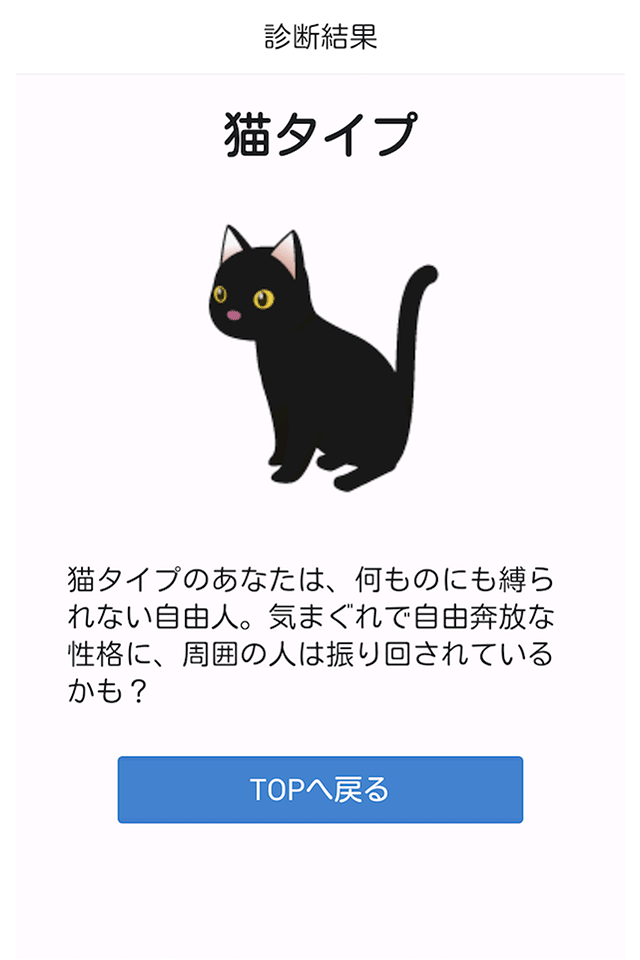 診断結果
猫タイプ
猫タイプのあなたは、何ものにも縛ら
れない自由人。気まぐれで自由奔放な
性格に、周囲の人は振り回されている
かも？
TOPへ戻る